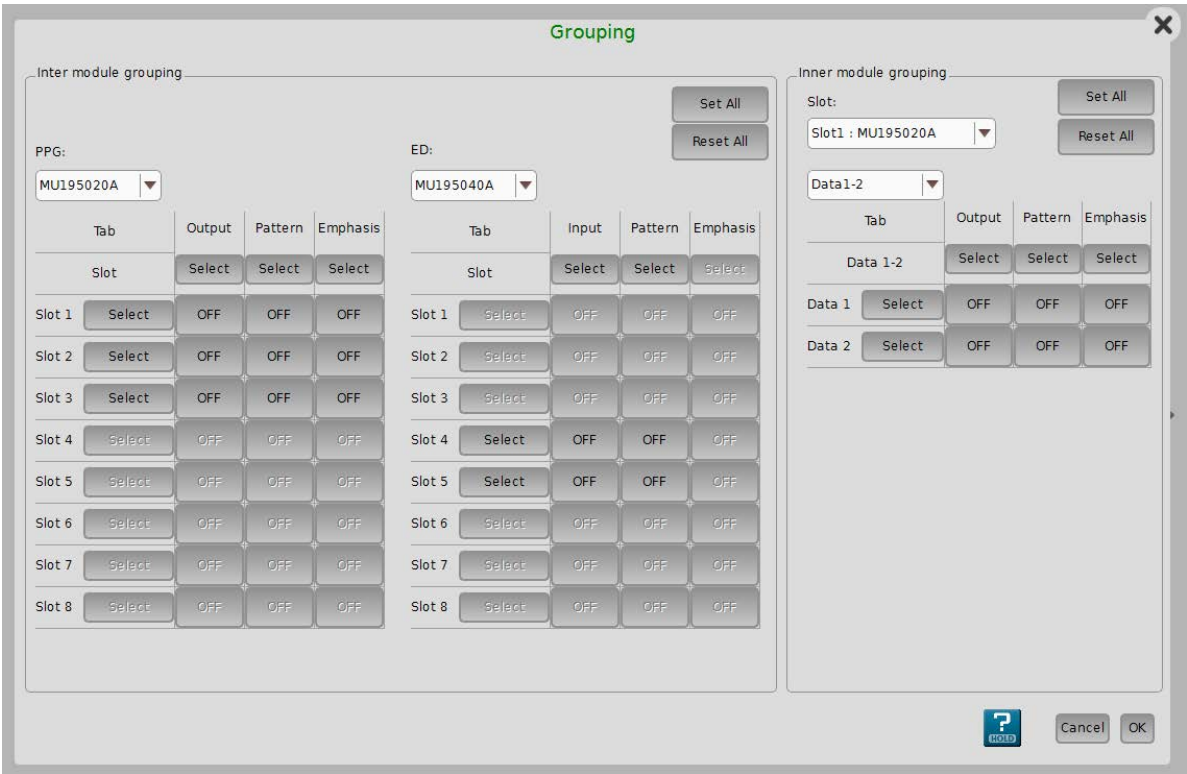 Grouping
Inter module grouping
Set All
Reset All
PPG: ED:
MU195020A MU195040A
Tab Output Pattern Emphasis Tab Input Pattern Emphasis
Slot Select Select Select Slot Select Select Select
Slot 1 Select OFF OFF OFF Slot 1 Select OFF OFF OFF
Slot 2 Select OFF OFF OFF Slot 2 Select OFF OFF OFF
Slot 3 Select OFF OFF OFF Slot 3 Select OFF OFF OFF
Slot 4 Select OFF OFF OFF Slot 4 Select OFF OFF OFF
Slot 5 Select OFF OFF OFF Slot 5 Select OFF OFF OFF
Slot 6 Select OFF OFF OFF Slot 6 Select OFF OFF OFF
Slot 7 Select OFF OFF OFF Slot 7 Select OFF OFF OFF
Slot 8 Select OFF OFF OFF Slot 8 Select OFF OFF OFF
Inner module grouping
Slot: Set All
Slot1 : MU195020A Reset All
Data1-2
Tab Output Pattern Emphasis
Data 1-2 Select Select Select
Data 1 Select OFF OFF OFF
Data 2 Select OFF OFF OFF
?
HOLD
Cancel OK